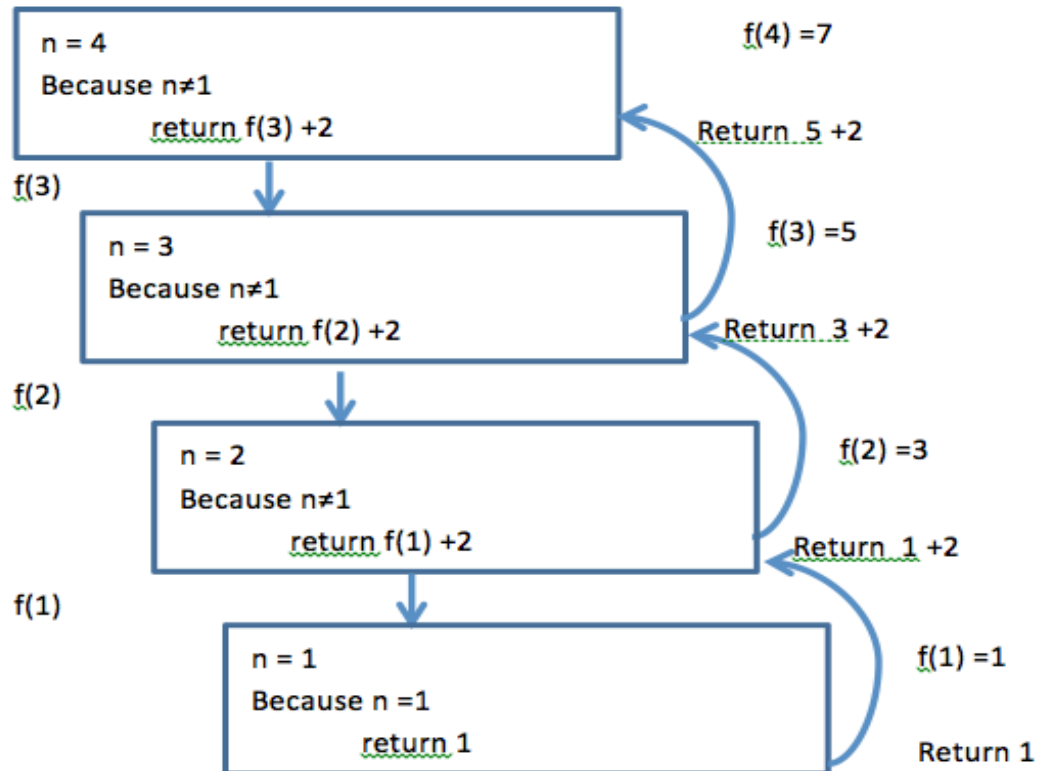 n = 4
Because n≠1
return f(3) +2
f(4) =7
Return 5 +2
f(3)
n = 3
Because n≠1
return f(2) +2
f(3) =5
Return 3 +2
f(2)
n = 2
Because n≠1
return f(1) +2
f(2) =3
Return 1 +2
f(1)
n = 1
Because n =1
return 1
f(1) =1
Return 1